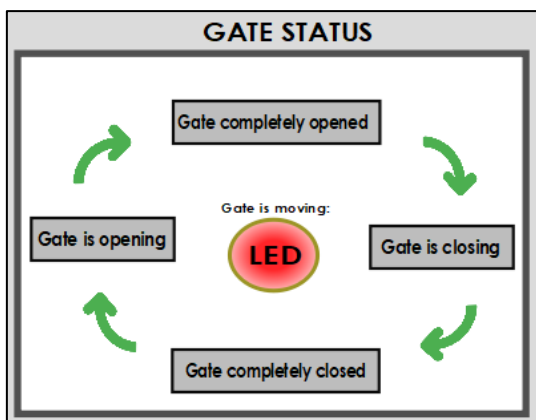 GATE STATUS
Gate completely opened
Gate is moving:
Gate is opening
LED
Gate is closing
Gate completely closed